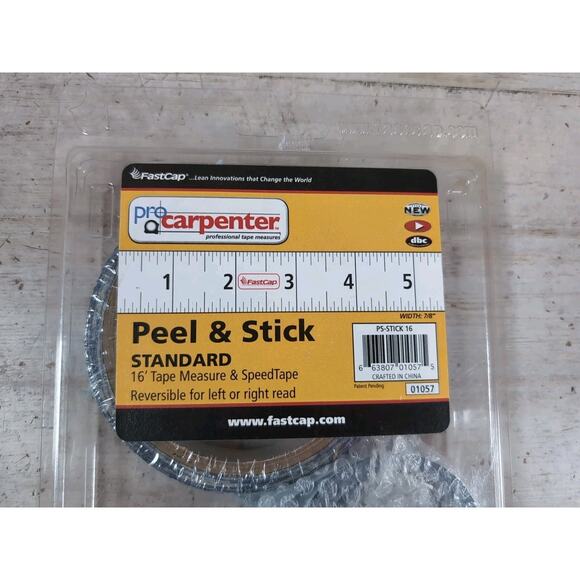 FastCap® ...Lean Innovations that Change the World
pro carpenter™
professional tape measures
NEW
dbc
1 2 FastCap 3 4 5
WIDTH: 7/8"
Peel & Stick
STANDARD
16' Tape Measure & SpeedTape
Reversible for left or right read
PS-STICK 16
6 63807 01057 5
CRAFTED IN CHINA
Patent Pending
01057
www.fastcap.com